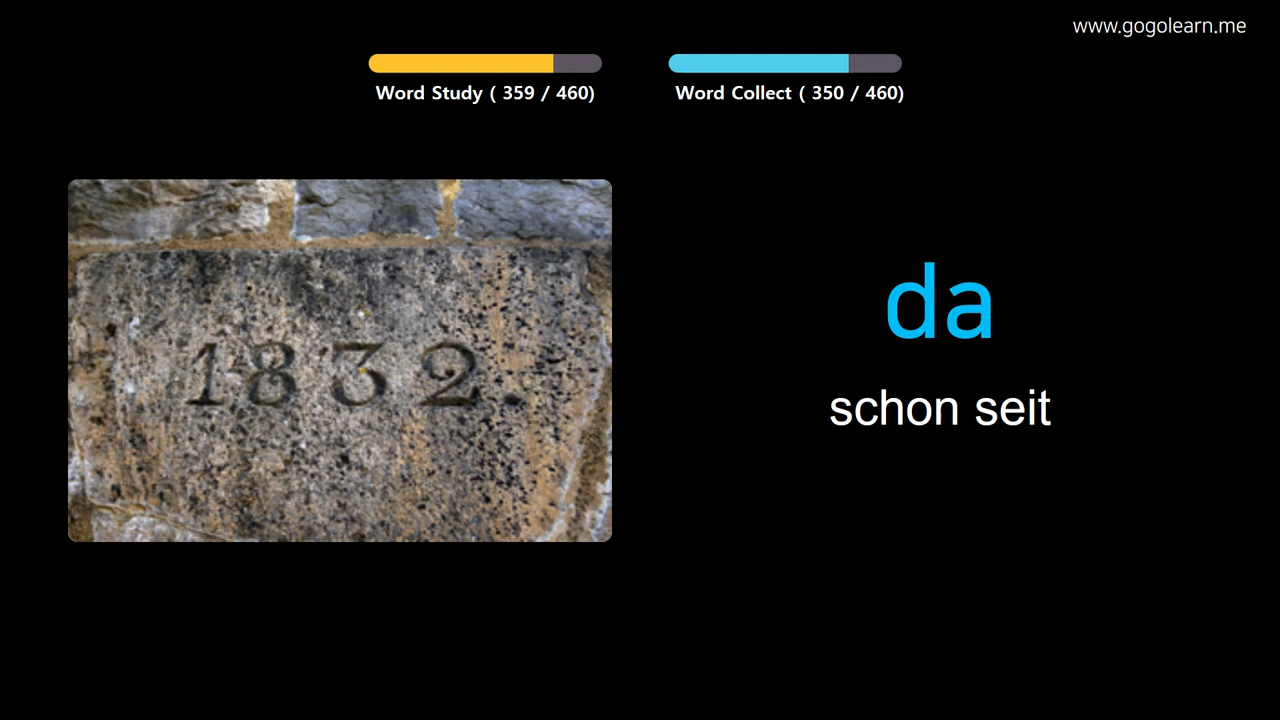 www.gogolearn.me
Word Study ( 359 / 460)
Word Collect ( 350 / 460)
1832.
da
schon seit